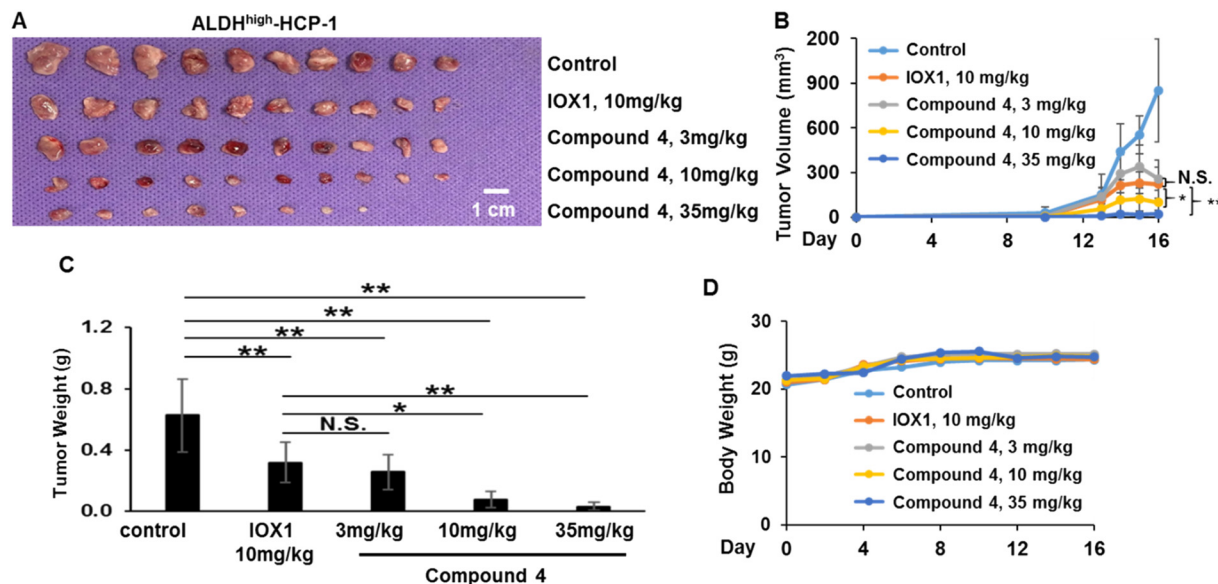 A
ALDHhigh-HCP-1
Control
IOX1, 10mg/kg
Compound 4, 3mg/kg
Compound 4, 10mg/kg
Compound 4, 35mg/kg
1 cm
B
Tumor Volume (mm3)
200
900
600
300
0
Control
IOX1, 10 mg/kg
Compound 4, 3 mg/kg
Compound 4, 10 mg/kg
Compound 4, 35 mg/kg
N.S.
*
**
Day 0 4 8 12 16
C
Tumor Weight (g)
1.2
0.8
0.4
0.0
**
**
**
**
**
*
N.S.
control IOX1 3mg/kg 10mg/kg 35mg/kg
10mg/kg
Compound 4
D
Body Weight (g)
30
20
10
0
Control
IOX1, 10 mg/kg
Compound 4, 3 mg/kg
Compound 4, 10 mg/kg
Compound 4, 35 mg/kg
Day 0 4 8 12 16